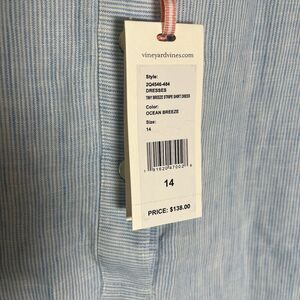 vineyardvines.com
Style:
2Q4546-484
DRESSES
TINY BREEZE STRIPE SHIRT DRESS
Color:
OCEAN BREEZE
Size:
14
14
PRICE: $138.00